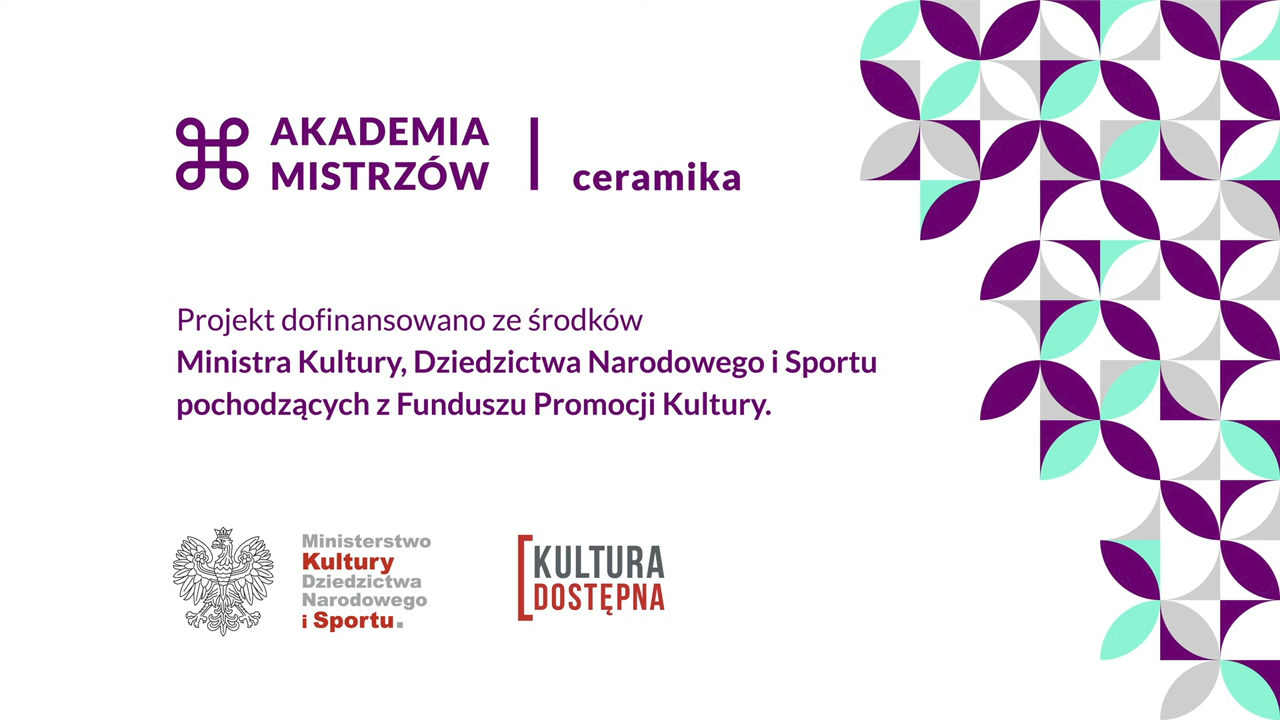 AKADEMIA
MISTRZÓW
ceramika
Projekt dofinansowano ze środków
Ministra Kultury, Dziedzictwa Narodowego i Sportu
pochodzących z Funduszu Promocji Kultury.
Ministerstwo
Kultury
Dziedzictwa
Narodowego
i Sportu.
KULTURA
DOSTĘPNA